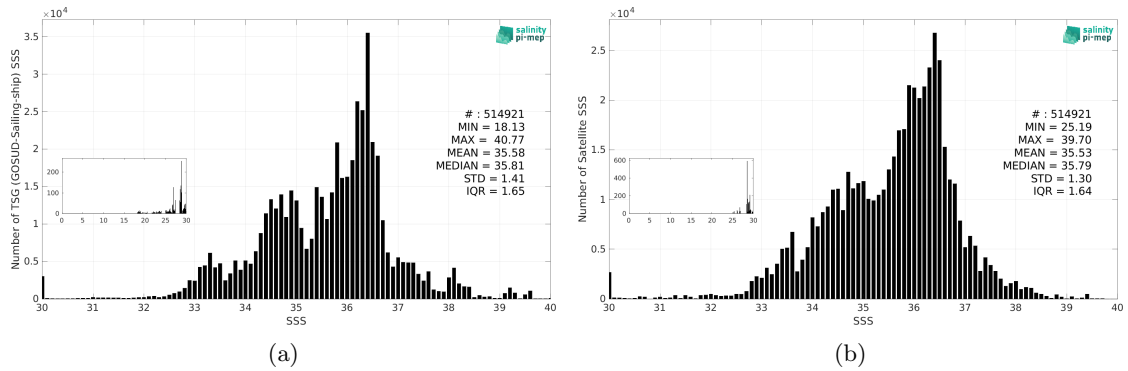 ×10⁴
3.5
3
2.5
2
1.5
1
0.5
0
Number of TSG (GOSUD-Sailing-ship) SSS
salinity
pi-mep
# : 514921
MIN = 18.13
MAX = 40.77
MEAN = 35.58
MEDIAN = 35.81
STD = 1.41
IQR = 1.65
200
100
0
0 5 10 15 20 25 30
30 31 32 33 34 35 36 37 38 39 40
SSS
(a)
×10⁴
2.5
2
1.5
1
0.5
0
Number of Satellite SSS
salinity
pi-mep
# : 514921
MIN = 25.19
MAX = 39.70
MEAN = 35.53
MEDIAN = 35.79
STD = 1.30
IQR = 1.64
600
400
200
0
0 5 10 15 20 25 30
30 31 32 33 34 35 36 37 38 39 40
SSS
(b)